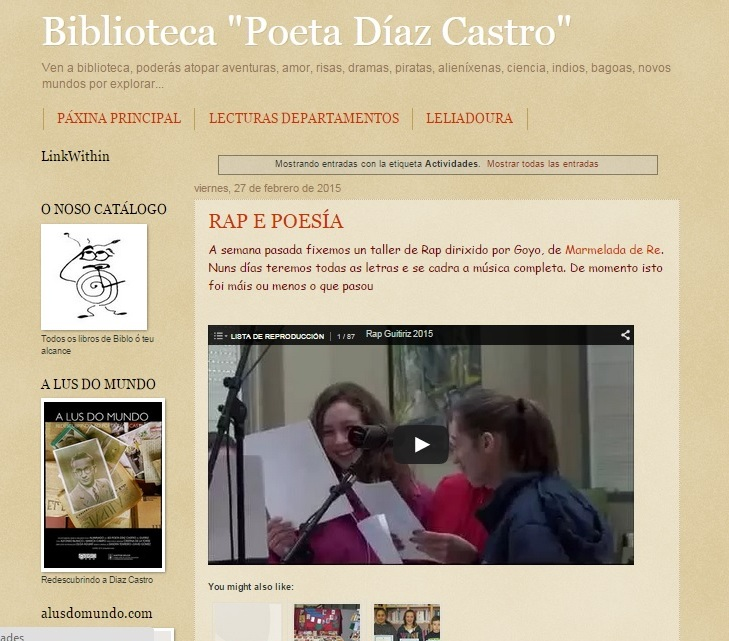 Biblioteca "Poeta Díaz Castro"
Ven a biblioteca, poderás atopar aventuras, amor, risas, dramas, piratas, alieníxenas, ciencia, indios, bagoas, novos
mundos por explorar...
PÁXINA PRINCIPAL
LECTURAS DEPARTAMENTOS
LELIADOURA
LinkWithin
O NOSO CATÁLOGO
Todos os libros de Biblo ó teu
alcance
A LUS DO MUNDO
A LUS DO MUNDO
Redescubrindo a Diaz Castro
alusdomundo.com
ades
Mostrando entradas con la etiqueta Actividades. Mostrar todas las entradas
viernes, 27 de febrero de 2015
RAP E POESÍA
A semana pasada fixemos un taller de Rap dirixido por Goyo, de Marmelada de Re.
Nuns días teremos todas as letras e se cadra a música completa. De momento isto
foi máis ou menos o que pasou
LISTA DE REPRODUCCIÓN | 1 / 87 Rap Guitiriz 2015
You might also like: